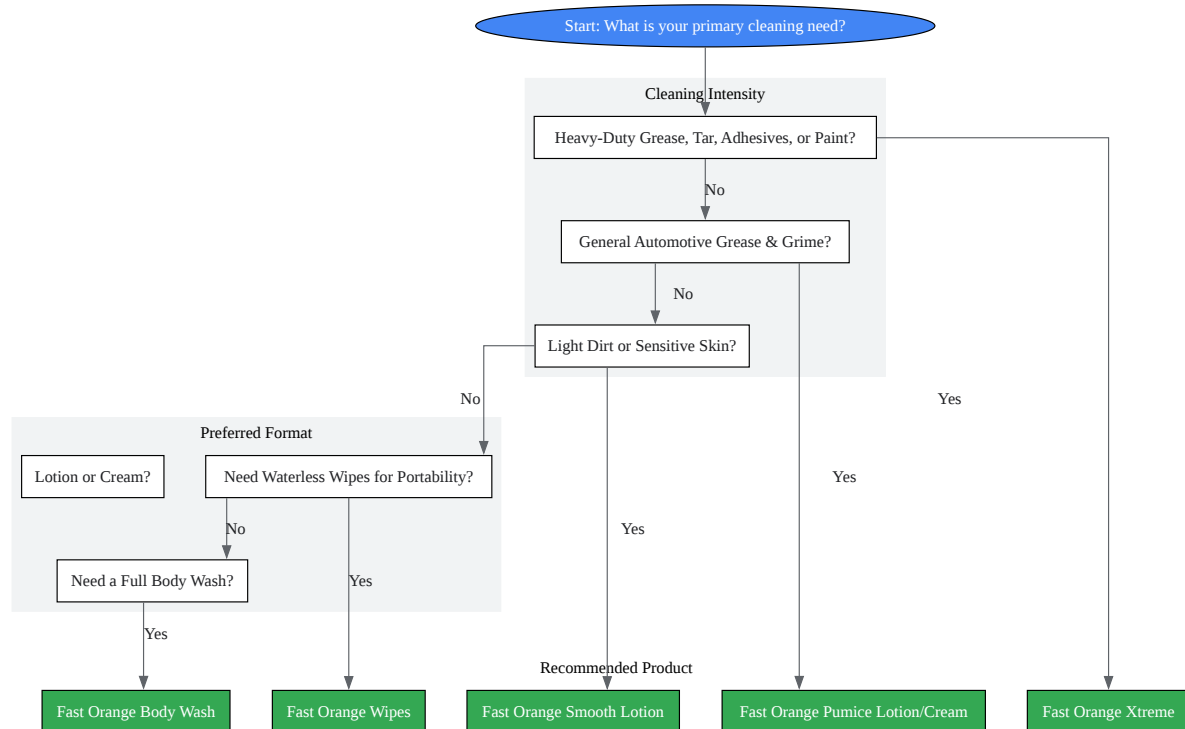 Start: What is your primary cleaning need?
Cleaning Intensity
Heavy-Duty Grease, Tar, Adhesives, or Paint?
No
General Automotive Grease & Grime?
No
Light Dirt or Sensitive Skin?
No
Yes
Preferred Format
Lotion or Cream?
Need Waterless Wipes for Portability?
Yes
No
Yes
Need a Full Body Wash?
Yes
Yes
Recommended Product
Fast Orange Body Wash
Fast Orange Wipes
Fast Orange Smooth Lotion
Fast Orange Pumice Lotion/Cream
Fast Orange Xtreme